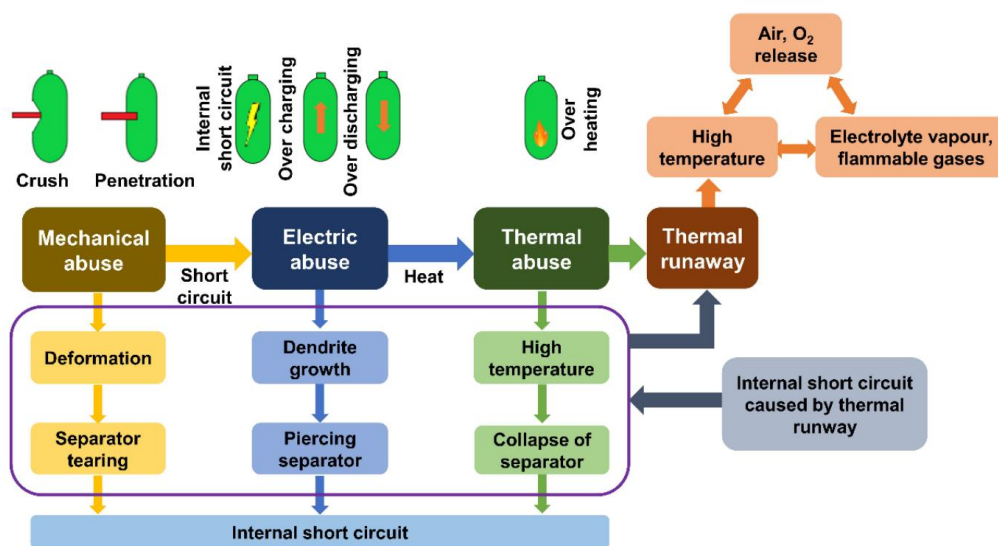 Air, O2
release
Internal
short circuit
Over charging
Over discharging
Over
heating
High
temperature
Electrolyte vapour,
flammable gases
Crush
Penetration
Mechanical
abuse
Short
circuit
Electric
abuse
Heat
Thermal
abuse
Thermal
runaway
Deformation
Dendrite
growth
High
temperature
Internal short circuit
caused by thermal
runway
Separator
tearing
Piercing
separator
Collapse of
separator
Internal short circuit